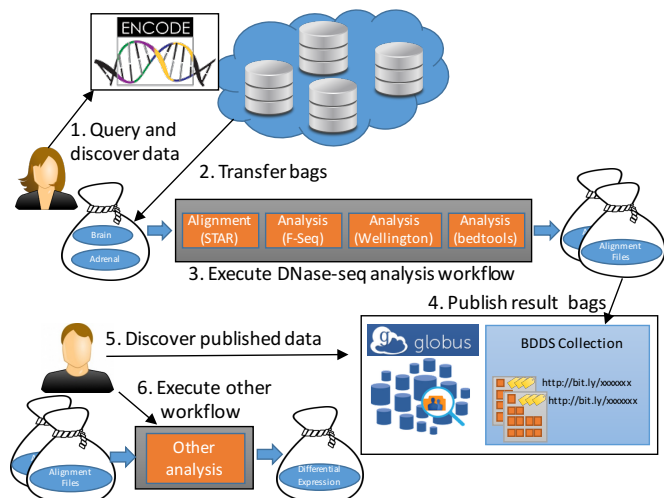 ENCODE
1. Query and
discover data
2. Transfer bags
Brain
Adrenal
Alignment
(STAR)
Analysis
(F-Seq)
Analysis
(Wellington)
Analysis
(bedtools)
Alignment
Files
3. Execute DNase-seq analysis workflow
4. Publish result bags
5. Discover published data
g
globus
BDDS Collection
http://bit.ly/xxxxxxx
http://bit.ly/xxxxxxx
6. Execute other
workflow
Other
analysis
Alignment
Files
Differential
Expression